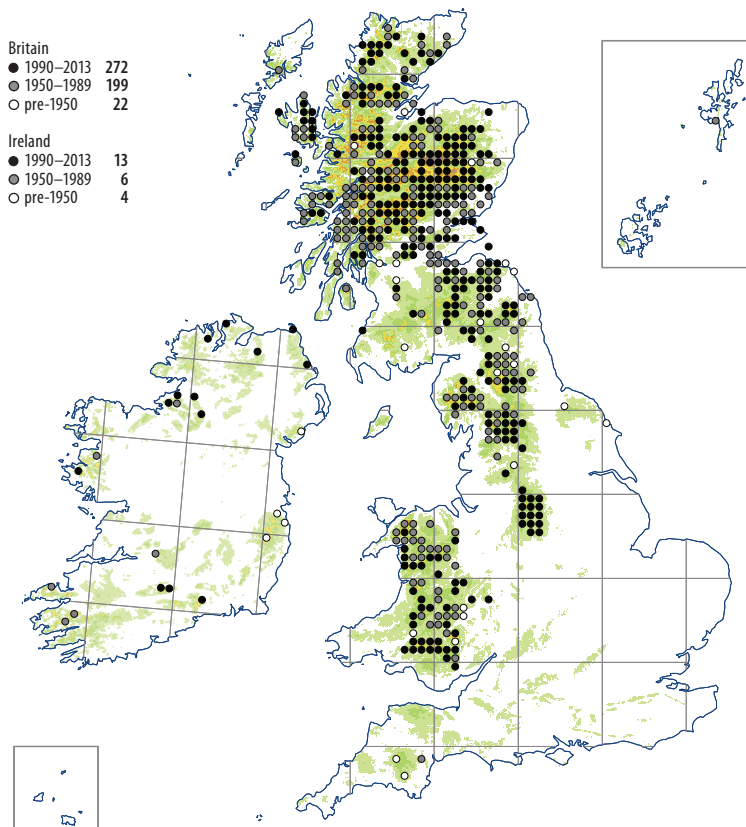 Britain
● 1990–2013 272
● 1950–1989 199
○ pre-1950 22
Ireland
● 1990–2013 13
● 1950–1989 6
○ pre-1950 4